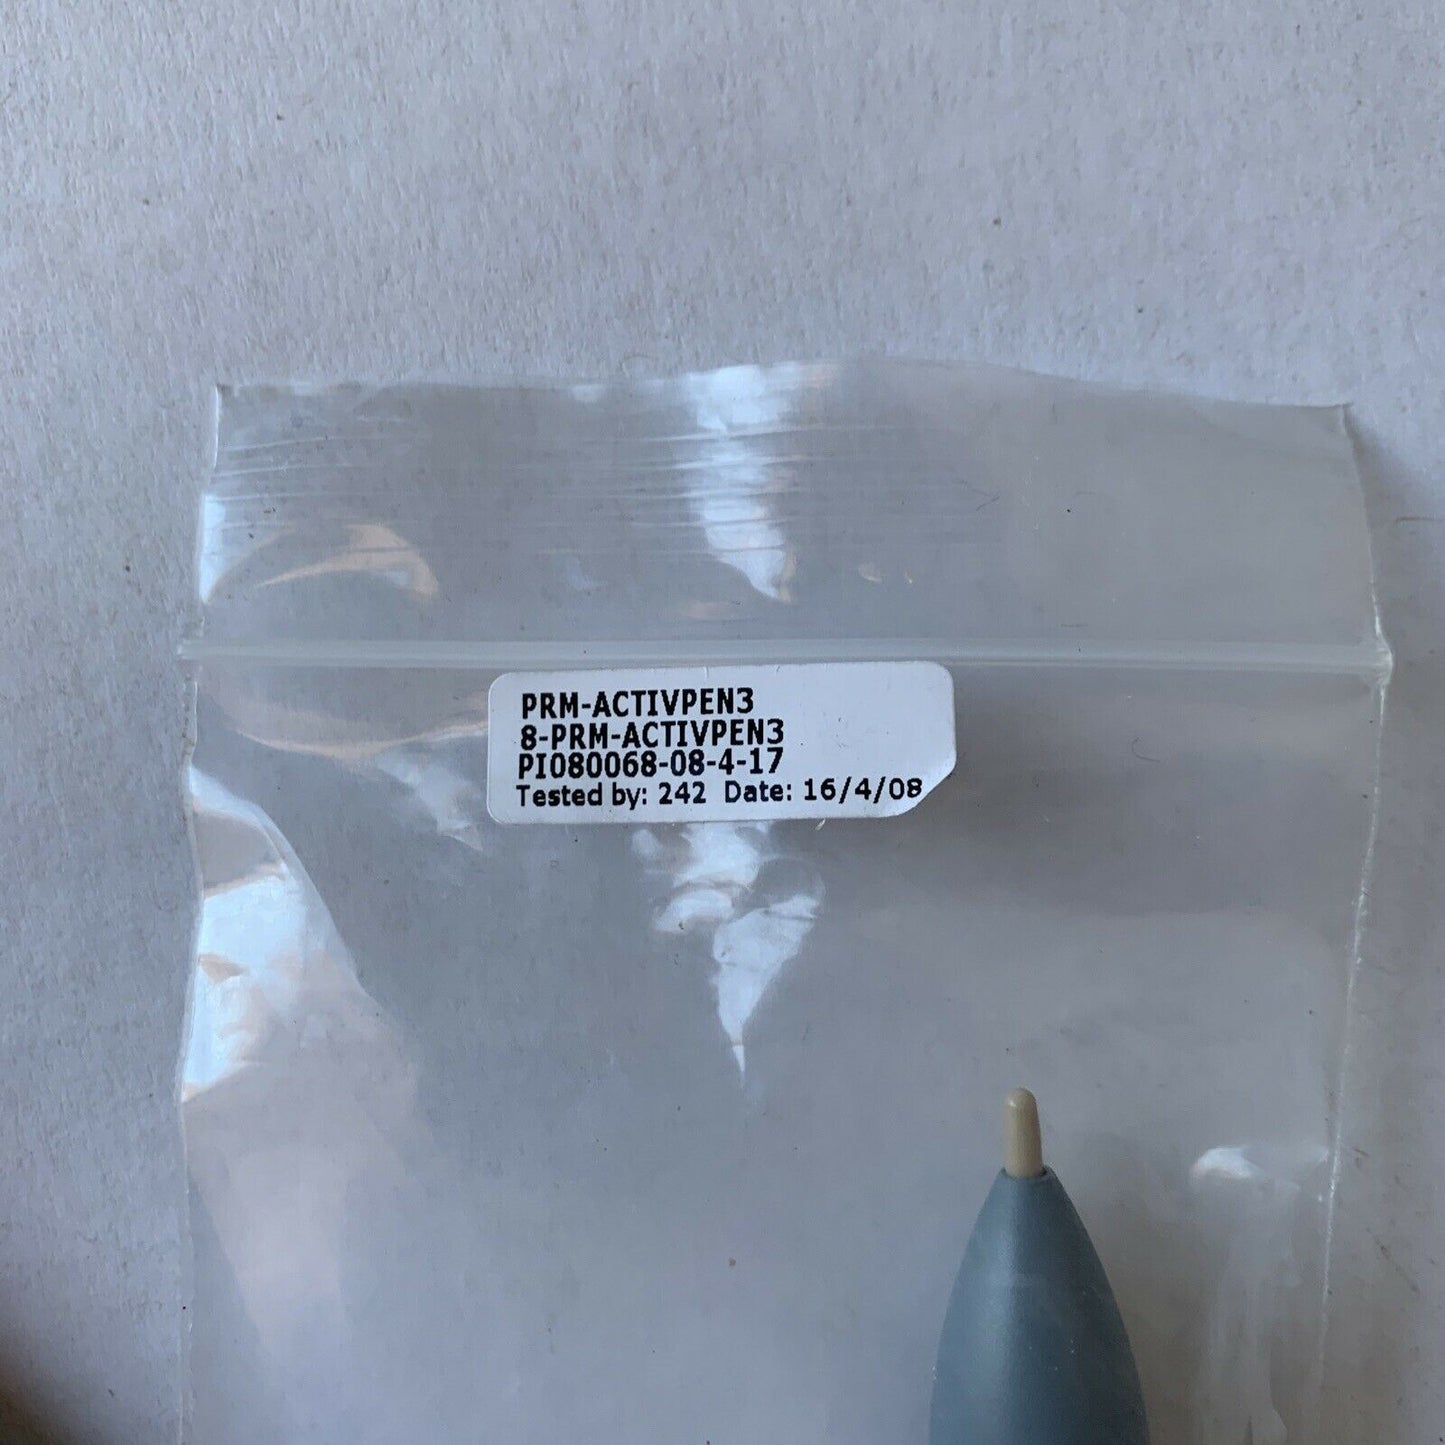 PRM-ACTIVPEN3
8-PRM-ACTIVPEN3
PI080068-08-4-17
Tested by: 242 Date: 16/4/08